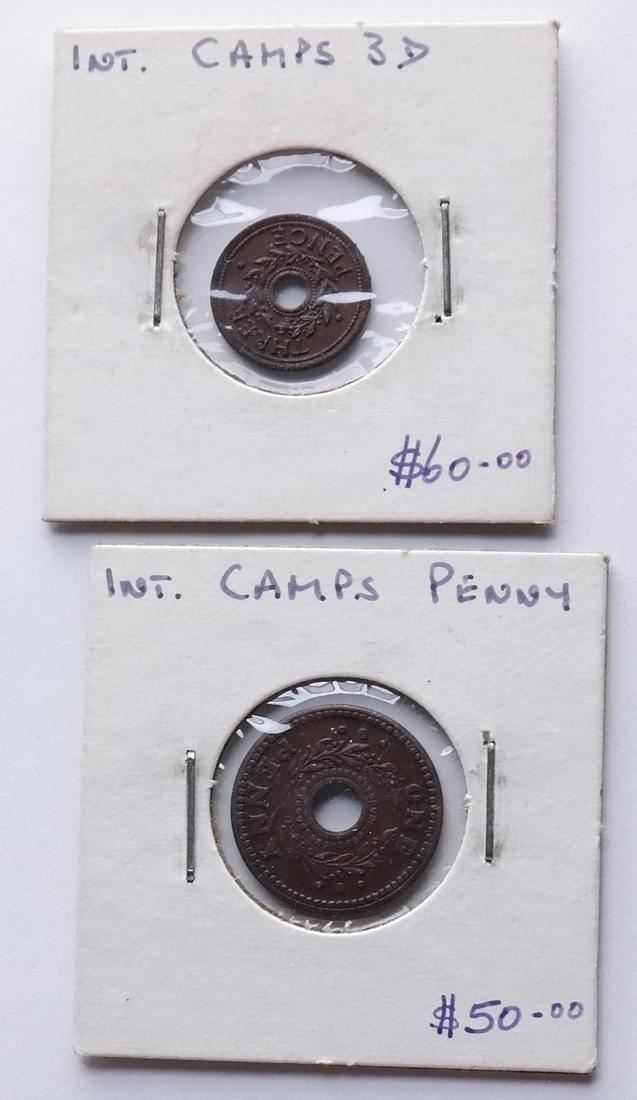 INT. CAMPS 3D
THREE PENCE
$60.00
INT. CAMPS PENNY
ONE PENNY
$50.00